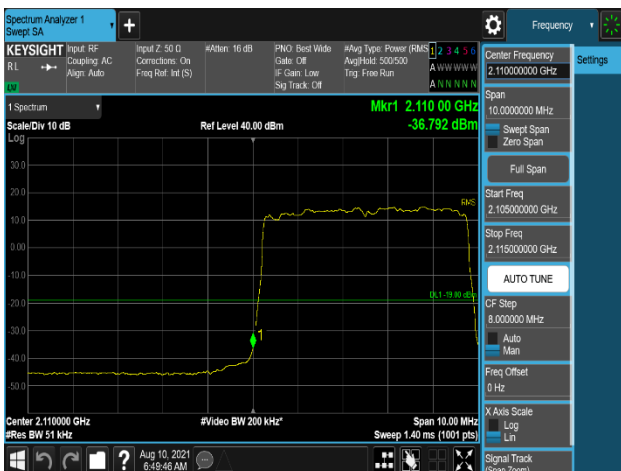 Spectrum Analyzer 1
Swept SA
+
Frequency
KEYSIGHT
RL
LW
Input: RF
Coupling: AC
Align: Auto
Input Z: 50 Ω
Corrections: On
Freq Ref: Int (S)
#Atten: 16 dB
PNO: Best Wide
Gate: Off
IF Gain: Low
Sig Track: Off
#Avg Type: Power (RMS
Avg|Hold: 500/500
Trig: Free Run
1 2 3 4 5 6
A W W W W W
A N N N N N
1 Spectrum
Scale/Div 10 dB
Log
Ref Level 40.00 dBm
Mkr1 2.110 00 GHz
-36.792 dBm
30.0
20.0
10.0
0.00
-10.0
-20.0
-30.0
-40.0
-50.0
RMS
DL1 -19.00 dBm
1
Center 2.110000 GHz
#Res BW 51 kHz
#Video BW 200 kHz*
Span 10.00 MHz
Sweep 1.40 ms (1001 pts)
?
Aug 10, 2021
6:49:46 AM
Center Frequency
2.110000000 GHz
Settings
Span
10.0000000 MHz
Swept Span
Zero Span
Full Span
Start Freq
2.105000000 GHz
Stop Freq
2.115000000 GHz
AUTO TUNE
CF Step
8.000000 MHz
Auto
Man
Freq Offset
0 Hz
X Axis Scale
Log
Lin
Signal Track
(Span Zoom)